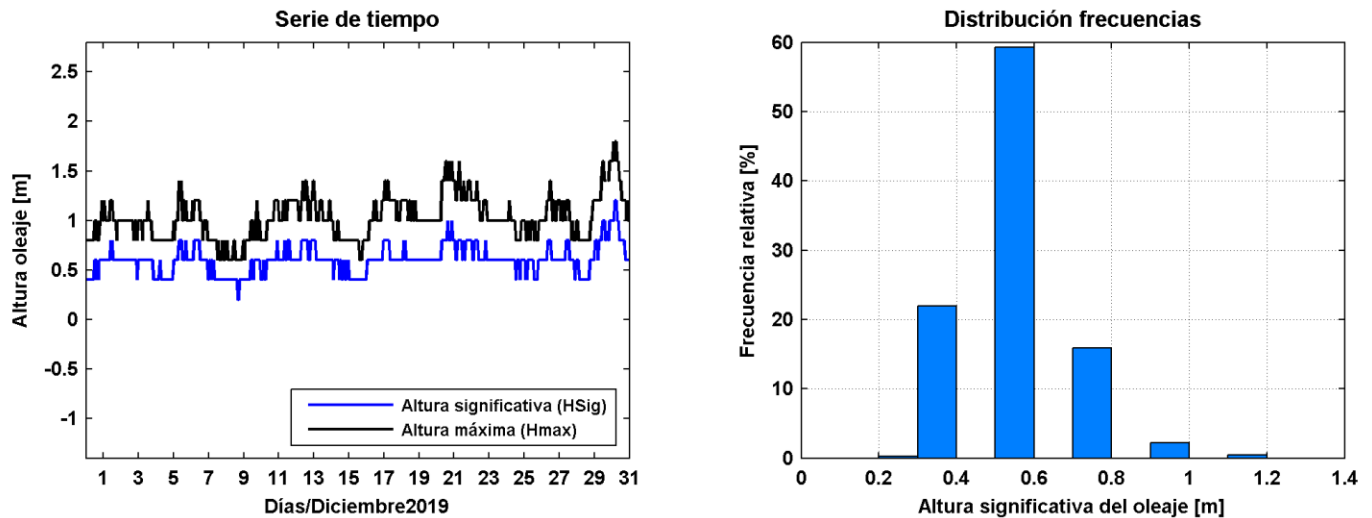 Serie de tiempo
2.5
2
1.5
1
0.5
0
-0.5
-1
Altura oleaje [m]
Altura significativa (HSig)
Altura máxima (Hmax)
1 3 5 7 9 11 13 15 17 19 21 23 25 27 29 31
Días/Diciembre2019
Distribución frecuencias
60
50
40
30
20
10
0
Frecuencia relativa [%]
0 0.2 0.4 0.6 0.8 1 1.2 1.4
Altura significativa del oleaje [m]